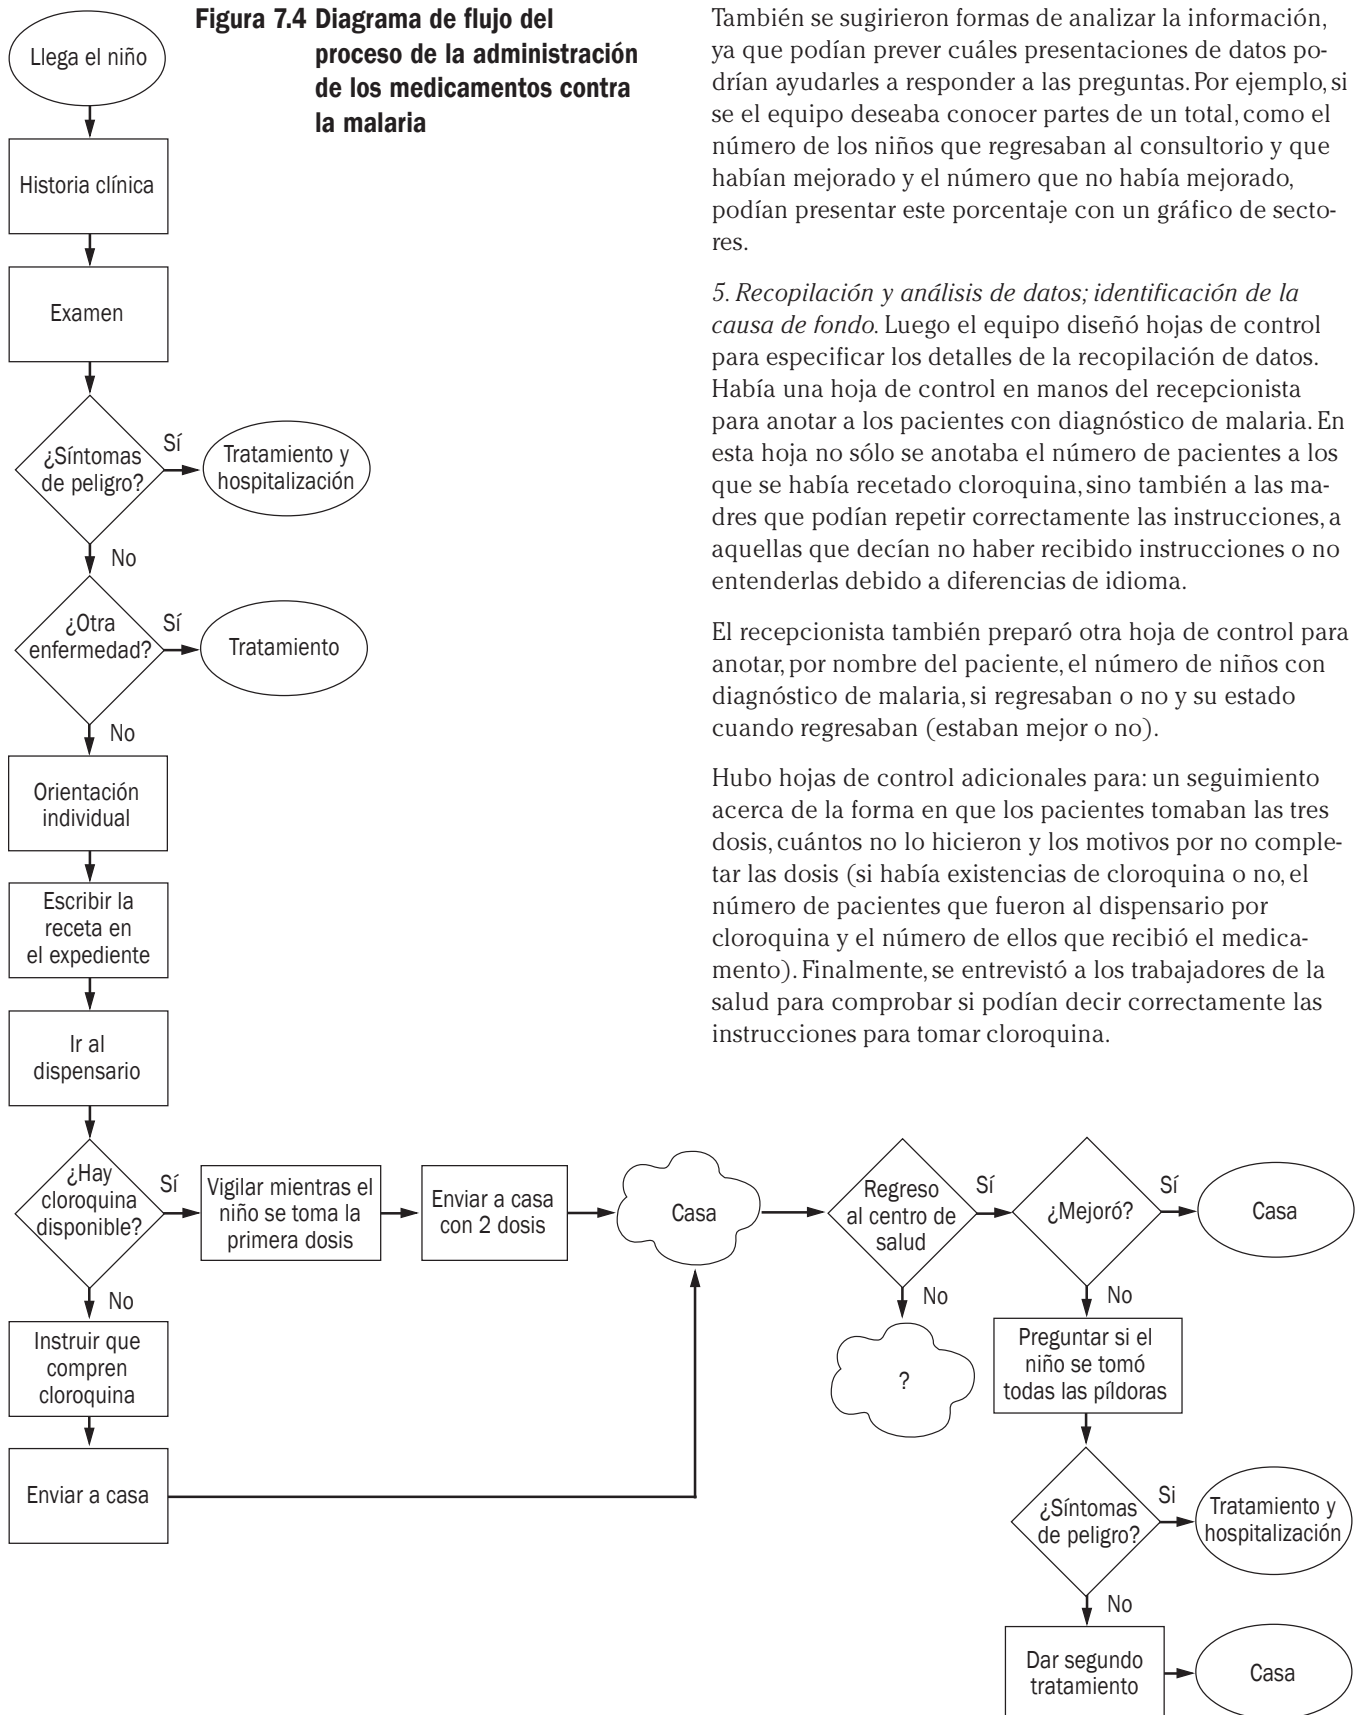 Figura 7.4 Diagrama de flujo del
proceso de la administración
de los medicamentos contra
la malaria
Llega el niño
Historia clínica
Examen
¿Síntomas
de peligro?
Sí
Tratamiento y
hospitalización
No
¿Otra
enfermedad?
Sí
Tratamiento
No
Orientación
individual
Escribir la
receta en
el expediente
Ir al
dispensario
¿Hay
cloroquina
disponible?
Sí
Vigilar mientras el
niño se toma la
primera dosis
Enviar a casa
con 2 dosis
Casa
No
Instruir que
compren
cloroquina
Enviar a casa
Regreso
al centro de
salud
Sí
No
?
¿Mejoró?
Sí
Casa
No
Preguntar si el
niño se tomó
todas las píldoras
¿Síntomas
de peligro?
Si
Tratamiento y
hospitalización
No
Dar segundo
tratamiento
Casa
También se sugirieron formas de analizar la información,
ya que podían prever cuáles presentaciones de datos po-
drían ayudarles a responder a las preguntas. Por ejemplo, si
se el equipo deseaba conocer partes de un total, como el
número de los niños que regresaban al consultorio y que
habían mejorado y el número que no había mejorado,
podían presentar este porcentaje con un gráfico de secto-
res.
5. Recopilación y análisis de datos; identificación de la
causa de fondo. Luego el equipo diseñó hojas de control
para especificar los detalles de la recopilación de datos.
Había una hoja de control en manos del recepcionista
para anotar a los pacientes con diagnóstico de malaria. En
esta hoja no sólo se anotaba el número de pacientes a los
que se había recetado cloroquina, sino también a las ma-
dres que podían repetir correctamente las instrucciones, a
aquellas que decían no haber recibido instrucciones o no
entenderlas debido a diferencias de idioma.
El recepcionista también preparó otra hoja de control para
anotar, por nombre del paciente, el número de niños con
diagnóstico de malaria, si regresaban o no y su estado
cuando regresaban (estaban mejor o no).
Hubo hojas de control adicionales para: un seguimiento
acerca de la forma en que los pacientes tomaban las tres
dosis, cuántos no lo hicieron y los motivos por no comple-
tar las dosis (si había existencias de cloroquina o no, el
número de pacientes que fueron al dispensario por
cloroquina y el número de ellos que recibió el medica-
mento). Finalmente, se entrevistó a los trabajadores de la
salud para comprobar si podían decir correctamente las
instrucciones para tomar cloroquina.